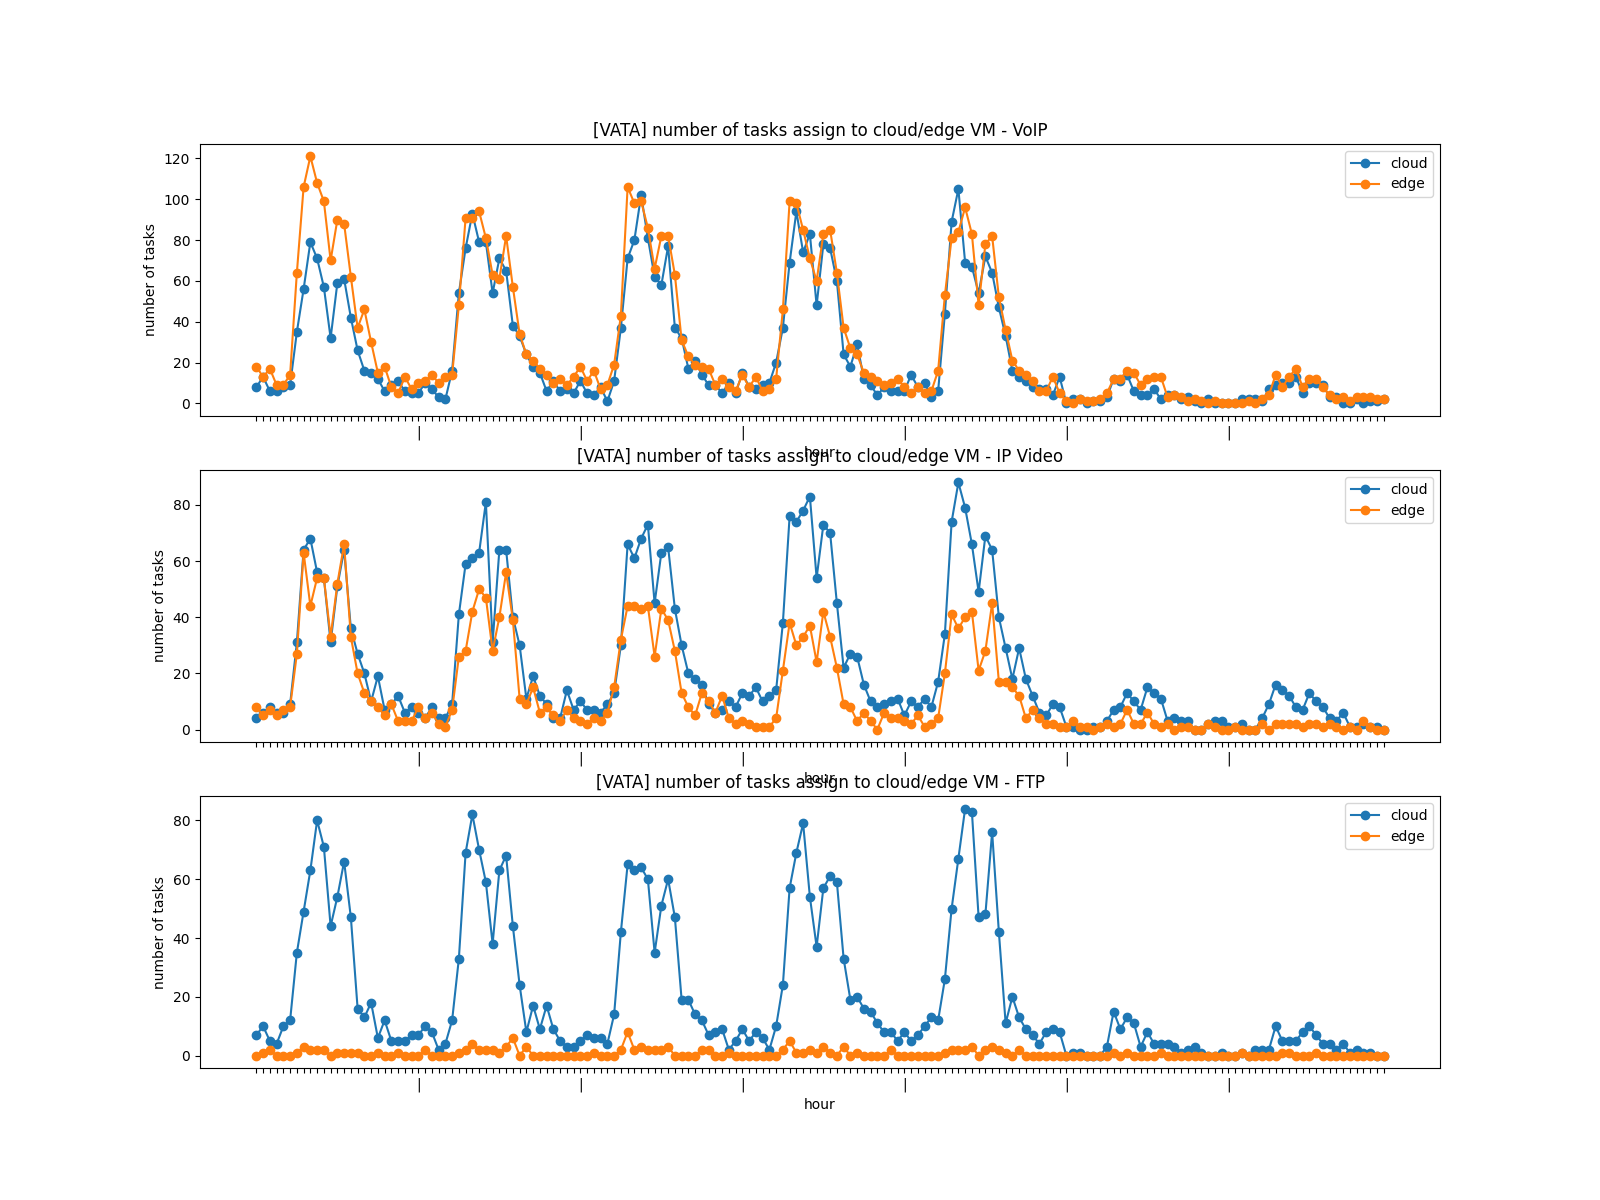 [VATA] number of tasks assign to cloud/edge VM - VoIP
120
100
80
60
40
20
0
number of tasks
cloud
edge
hour
[VATA] number of tasks assign to cloud/edge VM - IP Video
80
60
40
20
0
number of tasks
cloud
edge
hour
[VATA] number of tasks assign to cloud/edge VM - FTP
80
60
40
20
0
number of tasks
cloud
edge
hour